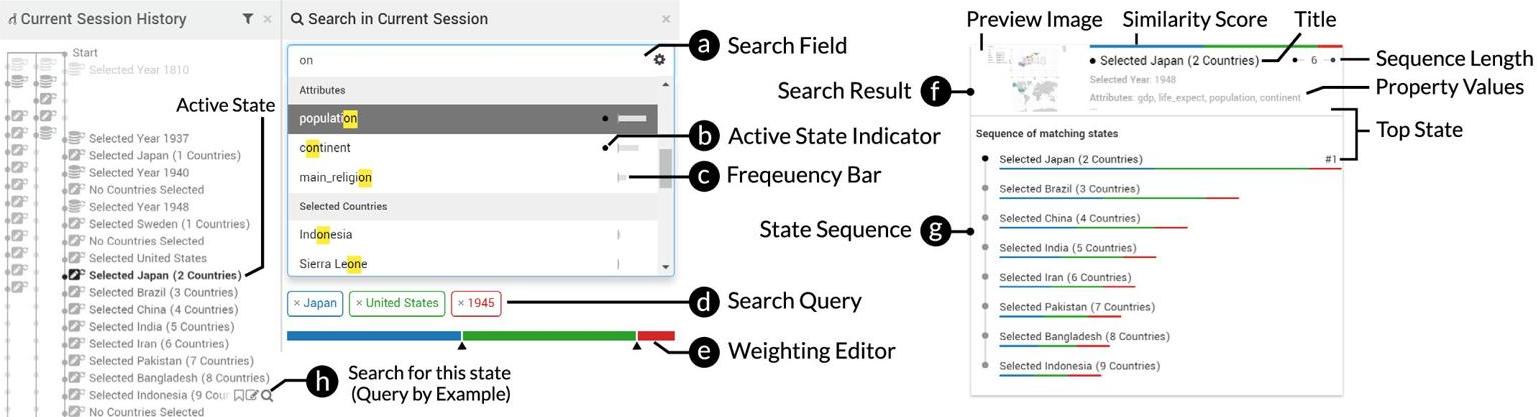 Current Session History
Start
Selected Year 1810
Active State
Selected Year 1937
Selected Japan (1 Countries)
Selected Year 1940
No Countries Selected
Selected Year 1948
Selected Sweden (1 Countries)
No Countries Selected
Selected United States
Selected Japan (2 Countries)
Selected Brazil (3 Countries)
Selected China (4 Countries)
Selected India (5 Countries)
Selected Iran (6 Countries)
Selected Pakistan (7 Countries)
Selected Bangladesh (8 Countries)
Selected Indonesia (9 Cour
No Countries Selected
h Search for this state
(Query by Example)
Search in Current Session ×
on
Attributes
population
continent
main_religion
Selected Countries
Indonesia
Sierra Leone
× Japan × United States × 1945
a Search Field
b Active State Indicator
c Freqeuency Bar
d Search Query
e Weighting Editor
Preview Image Similarity Score Title
Selected Japan (2 Countries) 6 Sequence Length
Selected Year: 1948
Attributes: gdp, life_expect, population, continent
Property Values
Search Result f
Top State
Sequence of matching states
Selected Japan (2 Countries) #1
Selected Brazil (3 Countries)
Selected China (4 Countries)
State Sequence g
Selected India (5 Countries)
Selected Iran (6 Countries)
Selected Pakistan (7 Countries)
Selected Bangladesh (8 Countries)
Selected Indonesia (9 Countries)